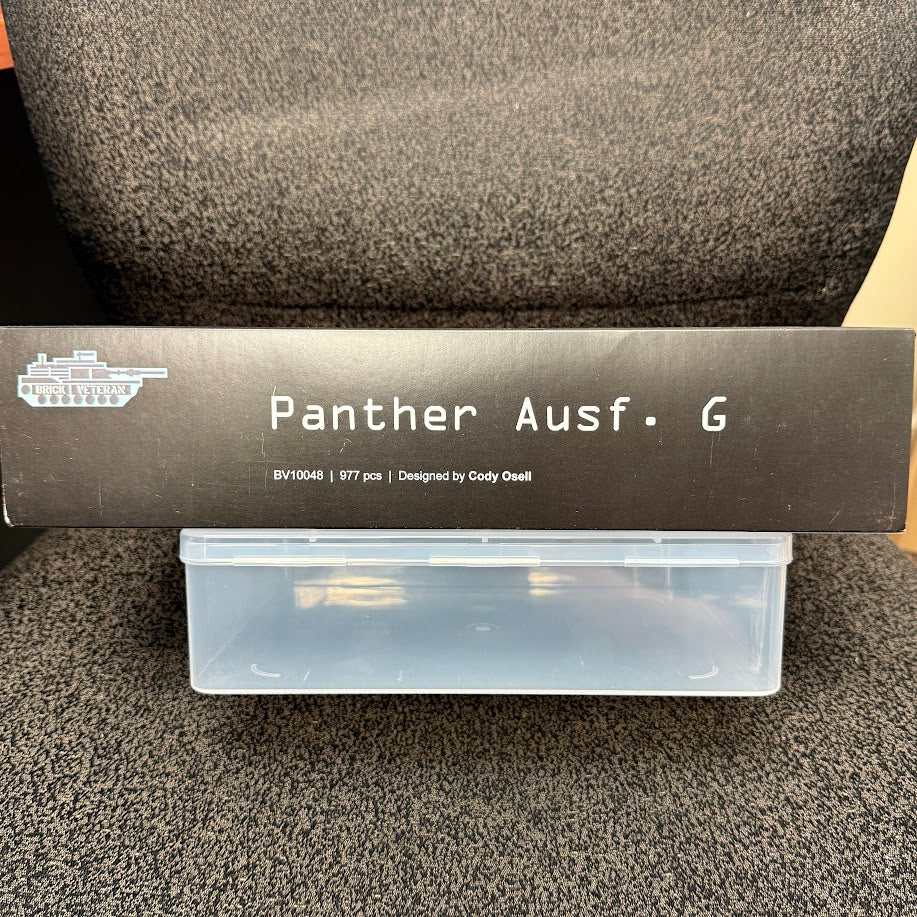 BRICK VETERAN
Panther Ausf. G
BV10048 | 977 pcs | Designed by Cody Osell